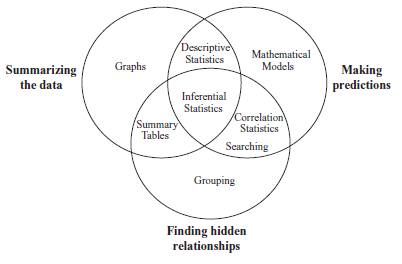 Descriptive
Statistics
Mathematical
Models
Graphs
Summarizing
the data
Making
predictions
Inferential
Statistics
Summary
Tables
Correlation
Statistics
Searching
Grouping
Finding hidden
relationships